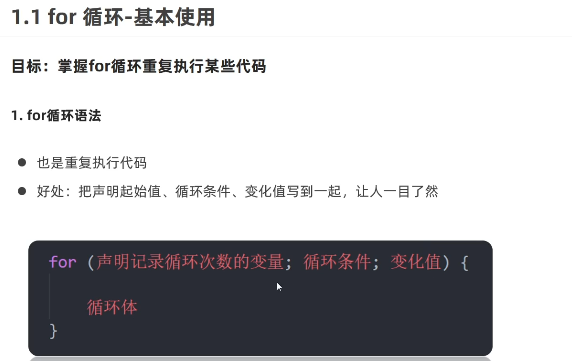 1.1 for 循环-基本使用
目标：掌握for循环重复执行某些代码
1. for循环语法
● 也是重复执行代码
● 好处：把声明起始值、循环条件、变化值写到一起，让人一目了然
for (声明记录循环次数的变量; 循环条件; 变化值) {
循环体
}